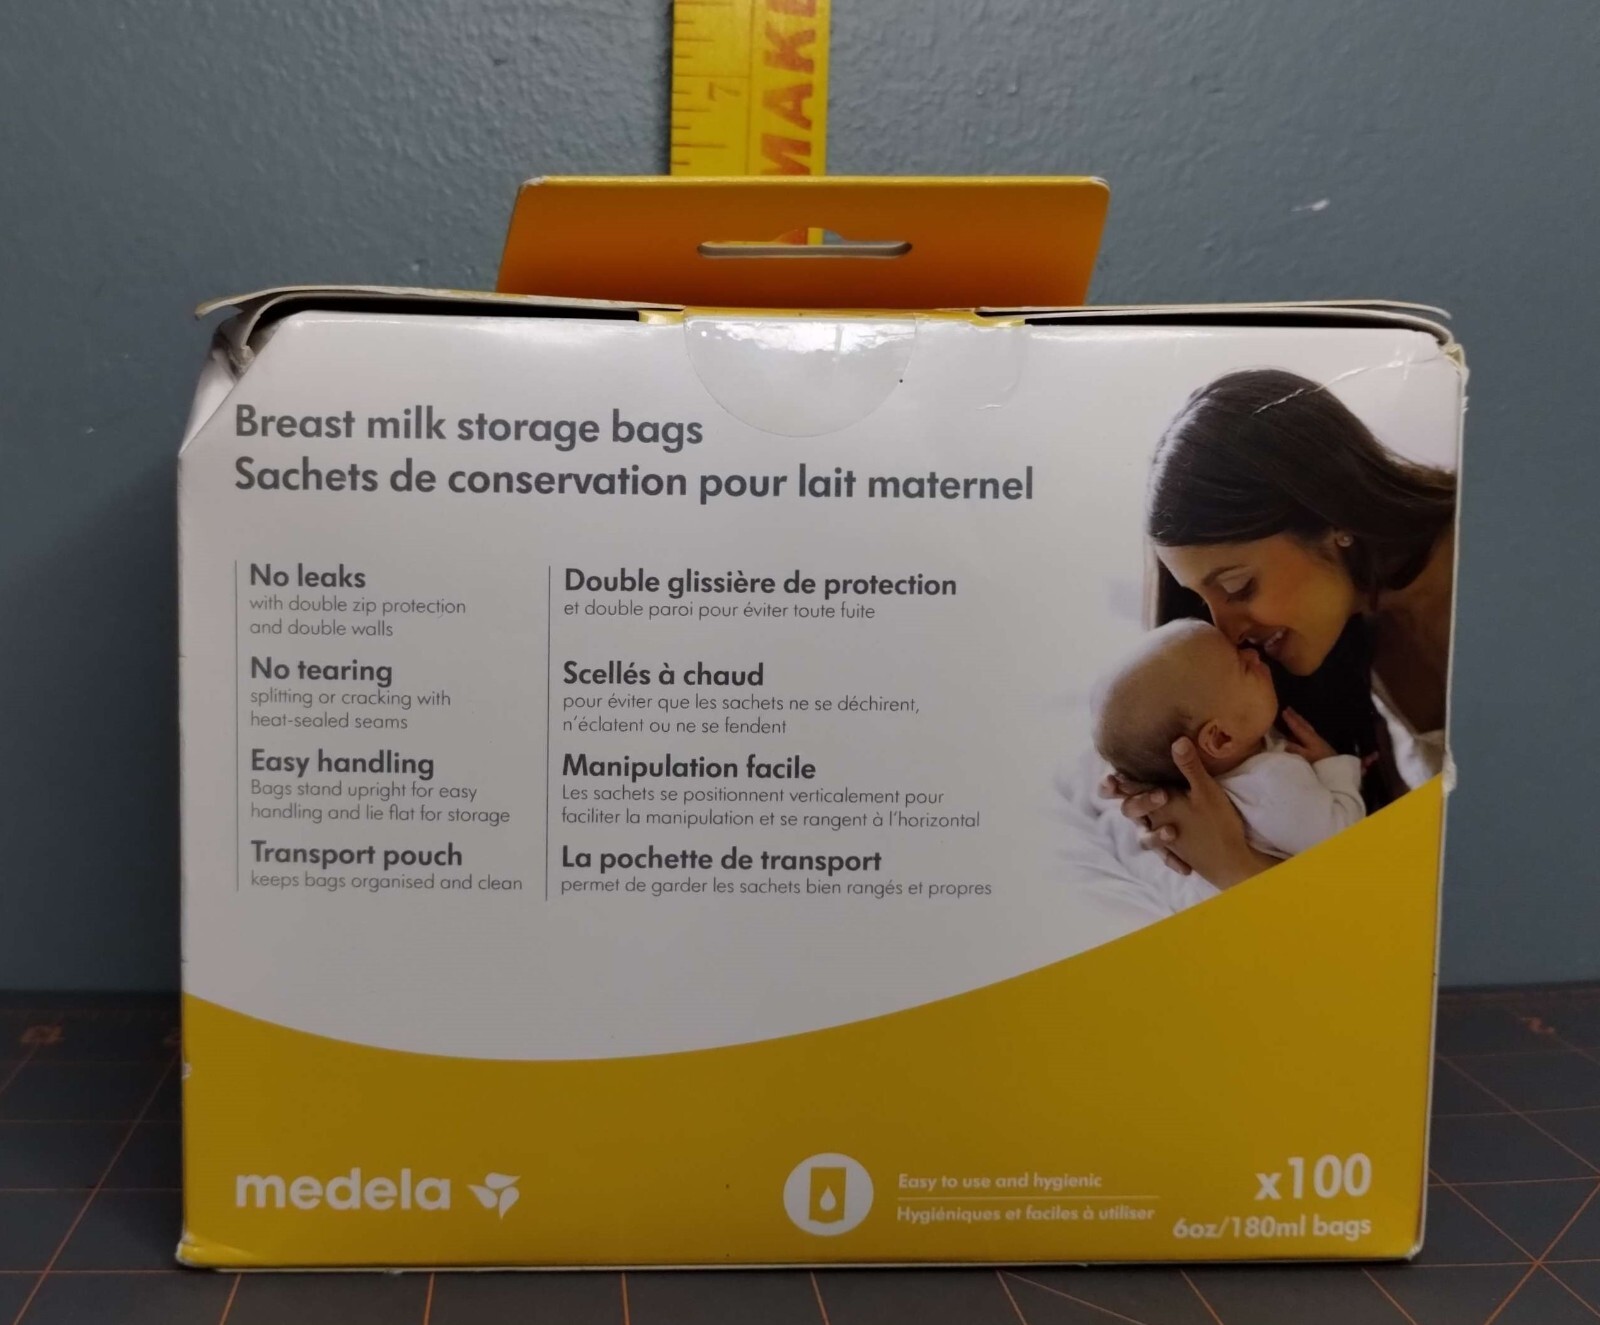 7
MAKE
Breast milk storage bags
Sachets de conservation pour lait maternel
No leaks
with double zip protection
and double walls
No tearing
splitting or cracking with
heat-sealed seams
Easy handling
Bags stand upright for easy
handling and lie flat for storage
Transport pouch
keeps bags organised and clean
Double glissière de protection
et double paroi pour éviter toute fuite
Scellés à chaud
pour éviter que les sachets ne se déchirent,
n'éclatent ou ne se fendent
Manipulation facile
Les sachets se positionnent verticalement pour
faciliter la manipulation et se rangent à l'horizontal
La pochette de transport
permet de garder les sachets bien rangés et propres
medela
Easy to use and hygienic
Hygiéniques et faciles à utiliser
x100
6oz/180ml bags